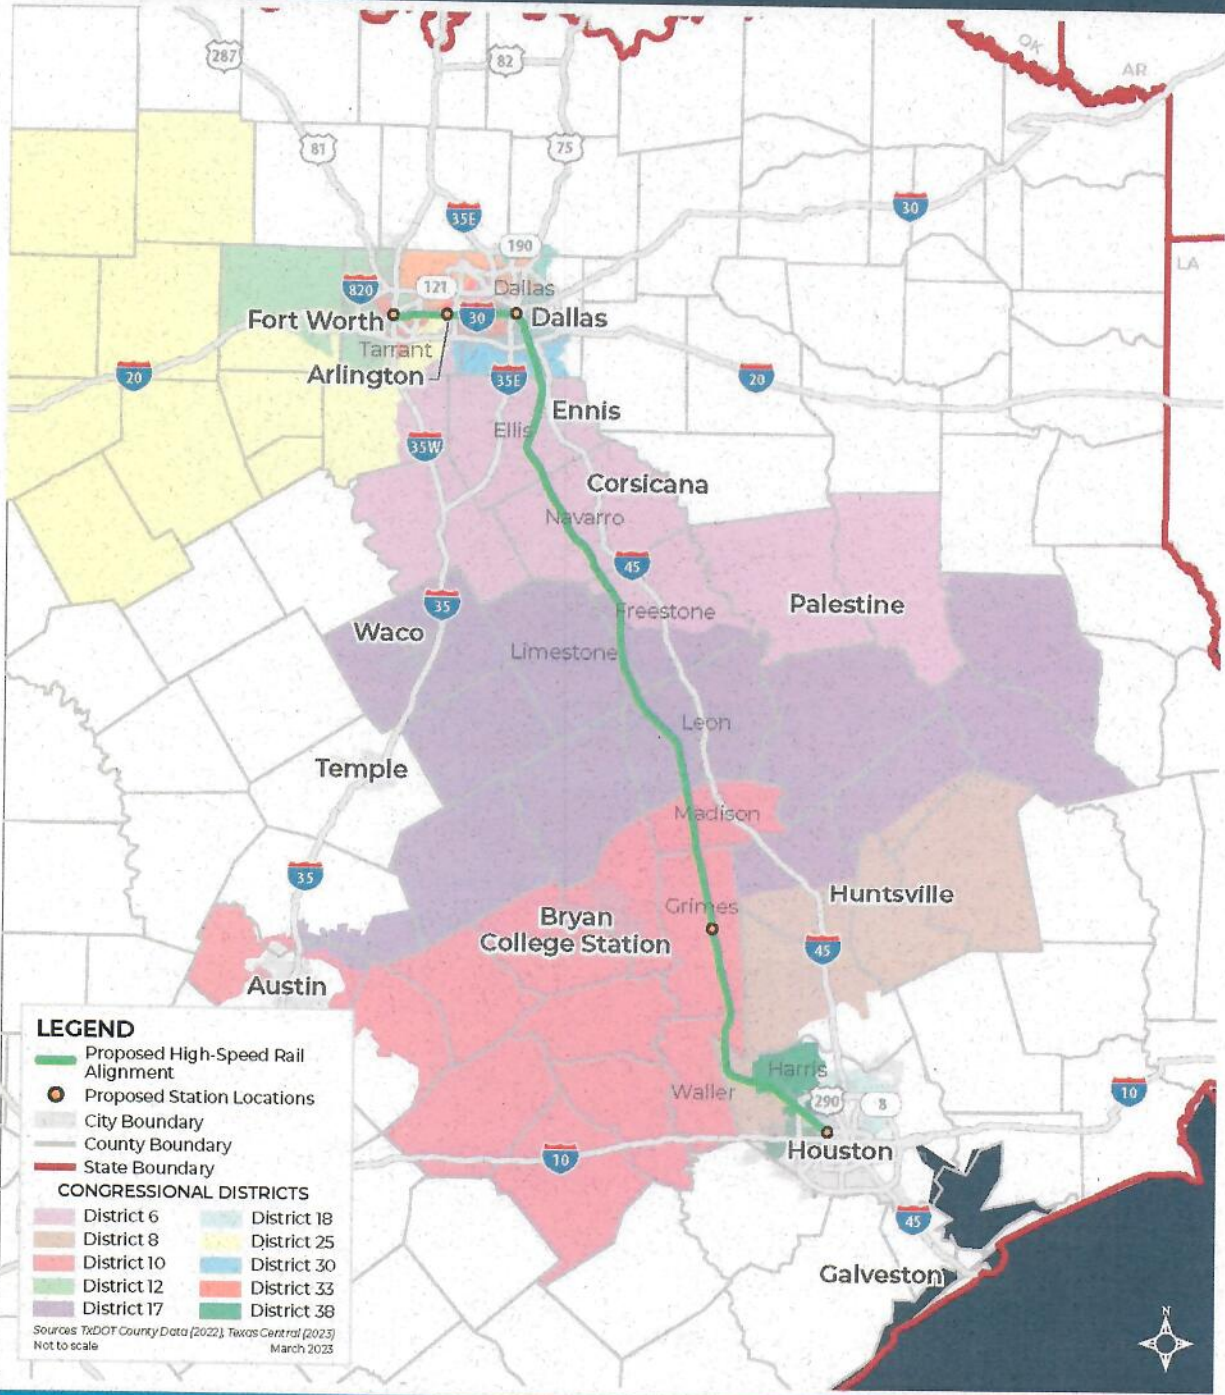 OK
287
82
AR
81
75
30
35E
190
LA
820
121
Dallas
Fort Worth
30
Dallas
Tarrant
20
Arlington
35E
20
Ennis
Ellis
35W
Corsicana
Navarro
45
35
Freestone
Palestine
Waco
Limestone
Leon
Temple
Madison
35
Huntsville
Grimes
Bryan
College Station
45
Austin
LEGEND
Proposed High-Speed Rail
Alignment
Proposed Station Locations
City Boundary
County Boundary
State Boundary
CONGRESSIONAL DISTRICTS
District 6
District 8
District 10
District 12
District 17
District 18
District 25
District 30
District 33
District 38
Sources TxDOT County Data (2022), Texas Central (2023)
Not to scale
March 2023
Harris
Waller
290
8
10
Houston
10
45
Galveston
N